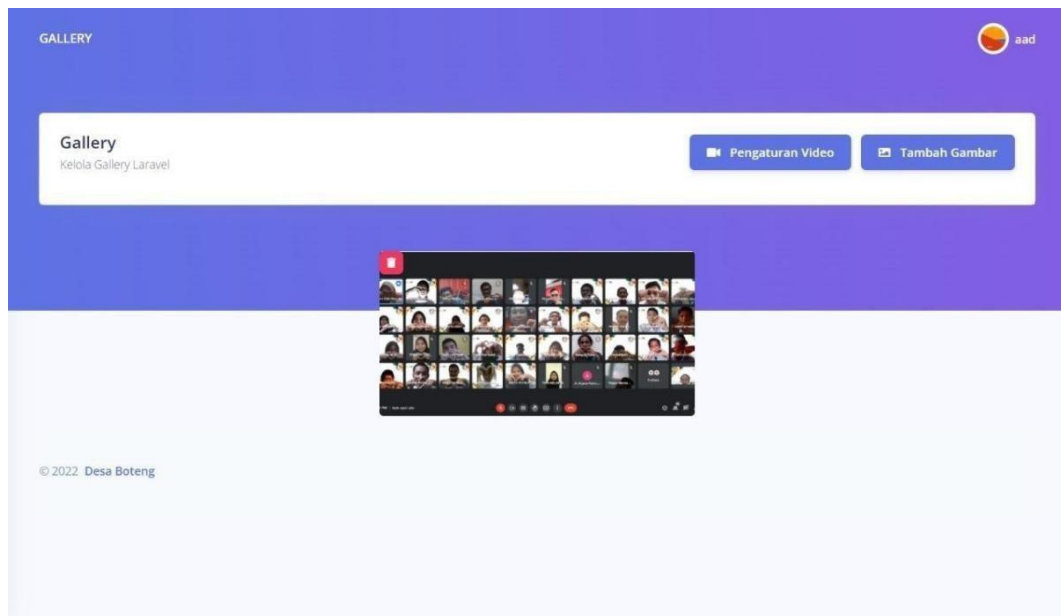 GALLERY
aad
Gallery
Kelola Gallery Laravel
Pengaturan Video
Tambah Gambar
© 2022 Desa Boteng